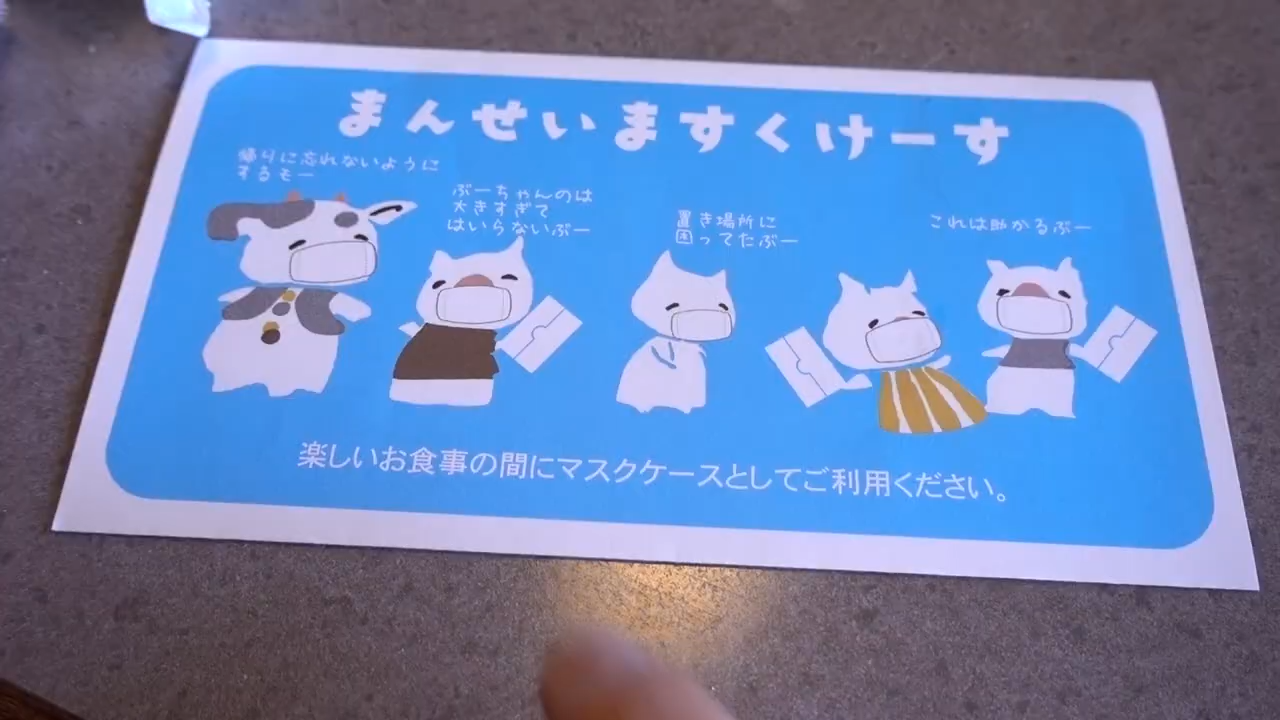 まんせいますくけーす
帰りに忘れないように
するモー
ぶーちゃんのは
大きすぎて
はいらないぶー
置き場所に
困ってたぶー
これは助かるぶー
楽しいお食事の間にマスクケースとしてご利用ください。